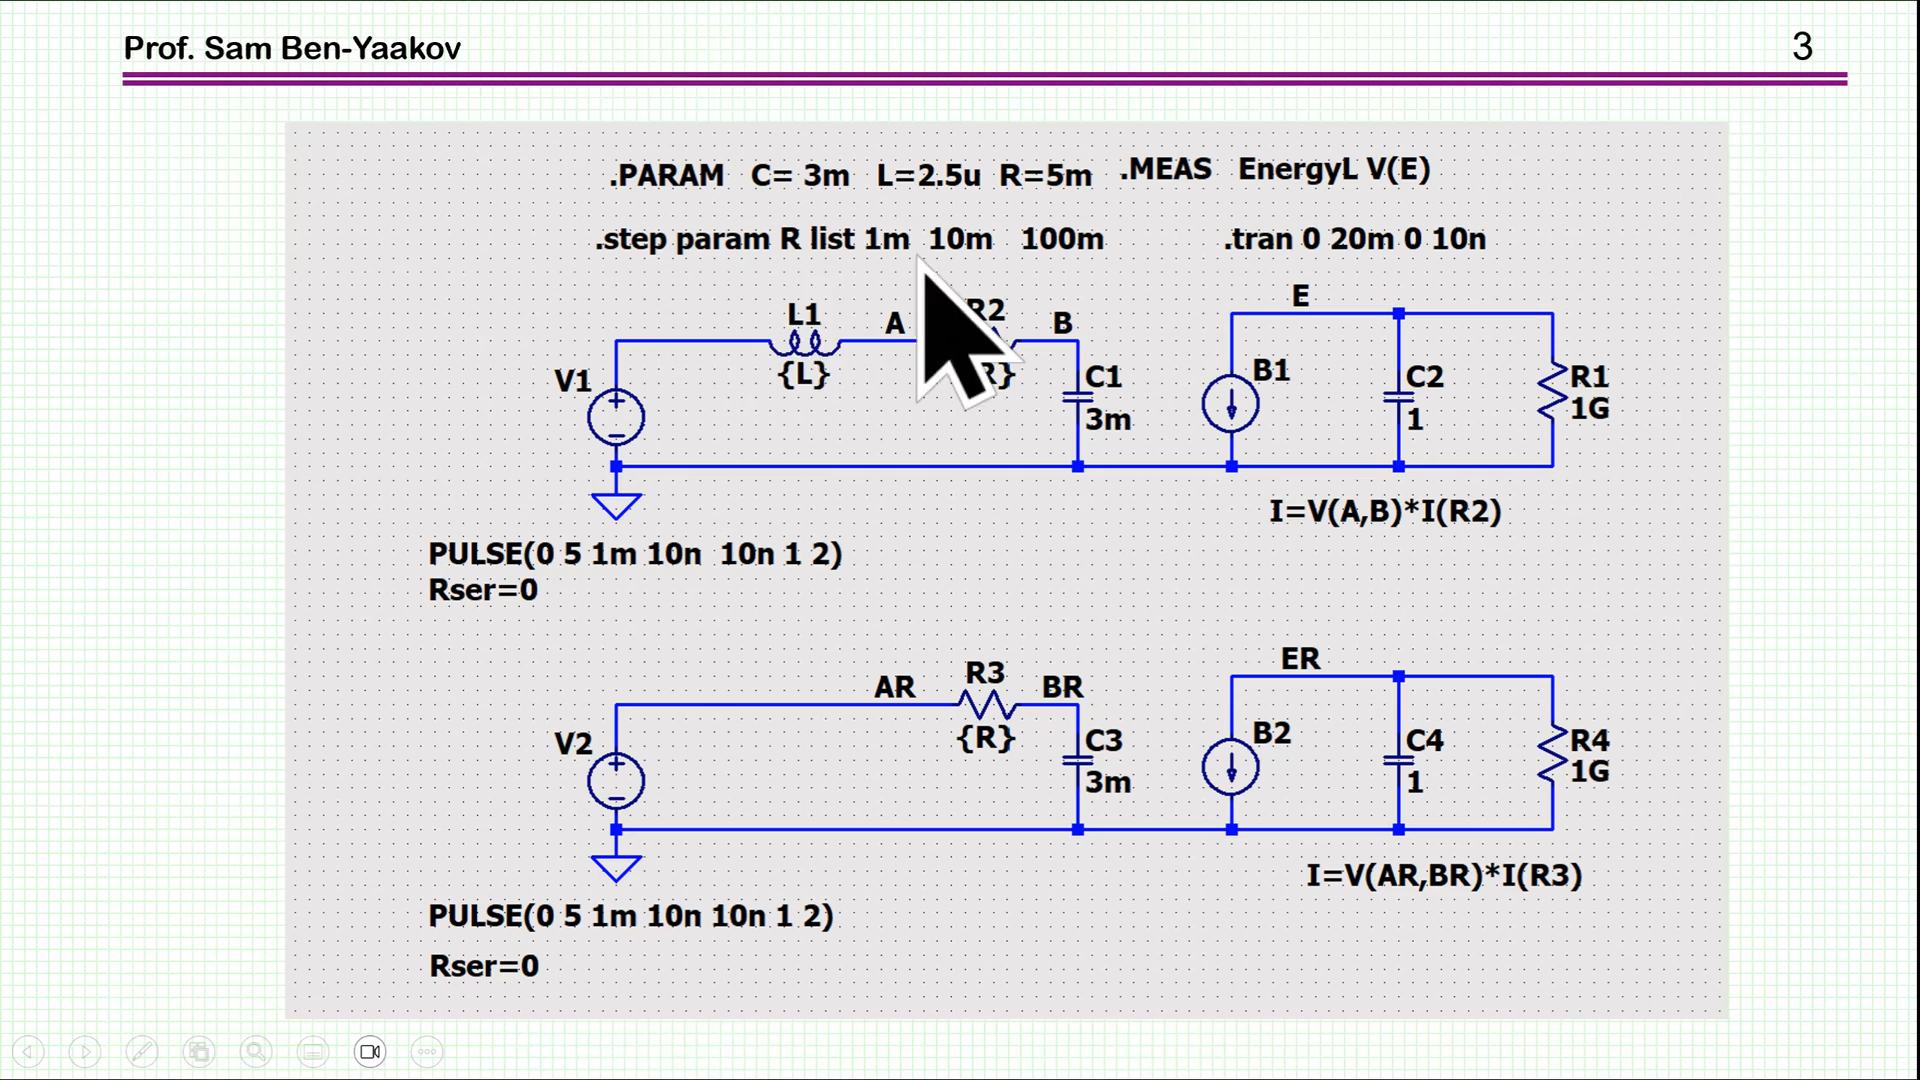 Prof. Sam Ben-Yaakov 3
.PARAM C= 3m L=2.5u R=5m .MEAS EnergyL V(E)
.step param R list 1m 10m 100m .tran 0 20m 0 10n
E
L1 A R2 B
V1 {L} B1 C1 C2 R1
3m 1 1G
I=V(A,B)*I(R2)
PULSE(0 5 1m 10n 10n 1 2)
Rser=0
ER
AR R3 BR
V2 {R} C3 B2 C4 R4
3m 1 1G
I=V(AR,BR)*I(R3)
PULSE(0 5 1m 10n 10n 1 2)
Rser=0